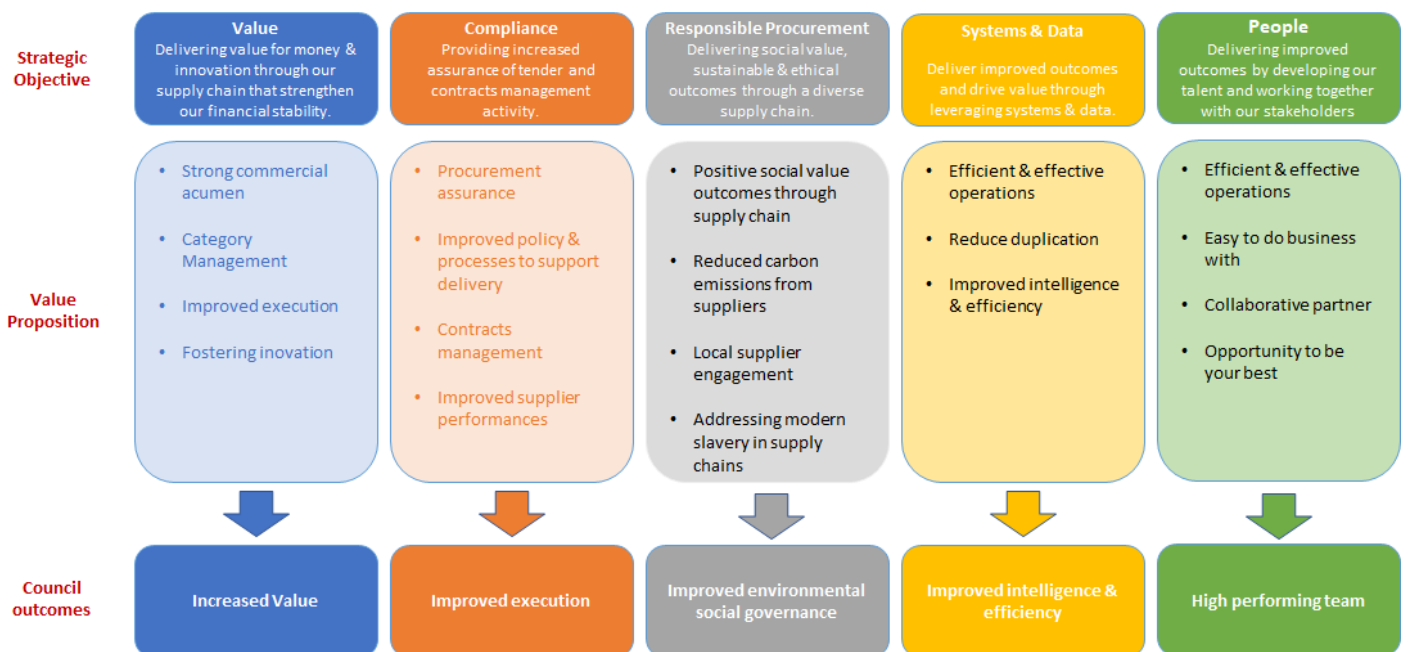 Strategic
Objective
Value
Delivering value for money &
innovation through our
supply chain that strengthen
our financial stability.
Compliance
Providing increased
assurance of tender and
contracts management
activity.
Responsible Procurement
Delivering social value,
sustainable & ethical
outcomes through a diverse
supply chain.
Systems & Data
Deliver improved outcomes
and drive value through
leveraging systems & data.
People
Delivering improved
outcomes by developing our
talent and working together
with our stakeholders
Value
Proposition
• Strong commercial
acumen
• Category
Management
• Improved execution
• Fostering inovation
• Procurement
assurance
• Improved policy &
processes to support
delivery
• Contracts
management
• Improved supplier
performances
• Positive social value
outcomes through
supply chain
• Reduced carbon
emissions from
suppliers
• Local supplier
engagement
• Addressing modern
slavery in supply
chains
• Efficient & effective
operations
• Reduce duplication
• Improved intelligence
& efficiency
• Efficient & effective
operations
• Easy to do business
with
• Collaborative partner
• Opportunity to be
your best
Council
outcomes
Increased Value
Improved execution
Improved environmental
social governance
Improved intelligence &
efficiency
High performing team